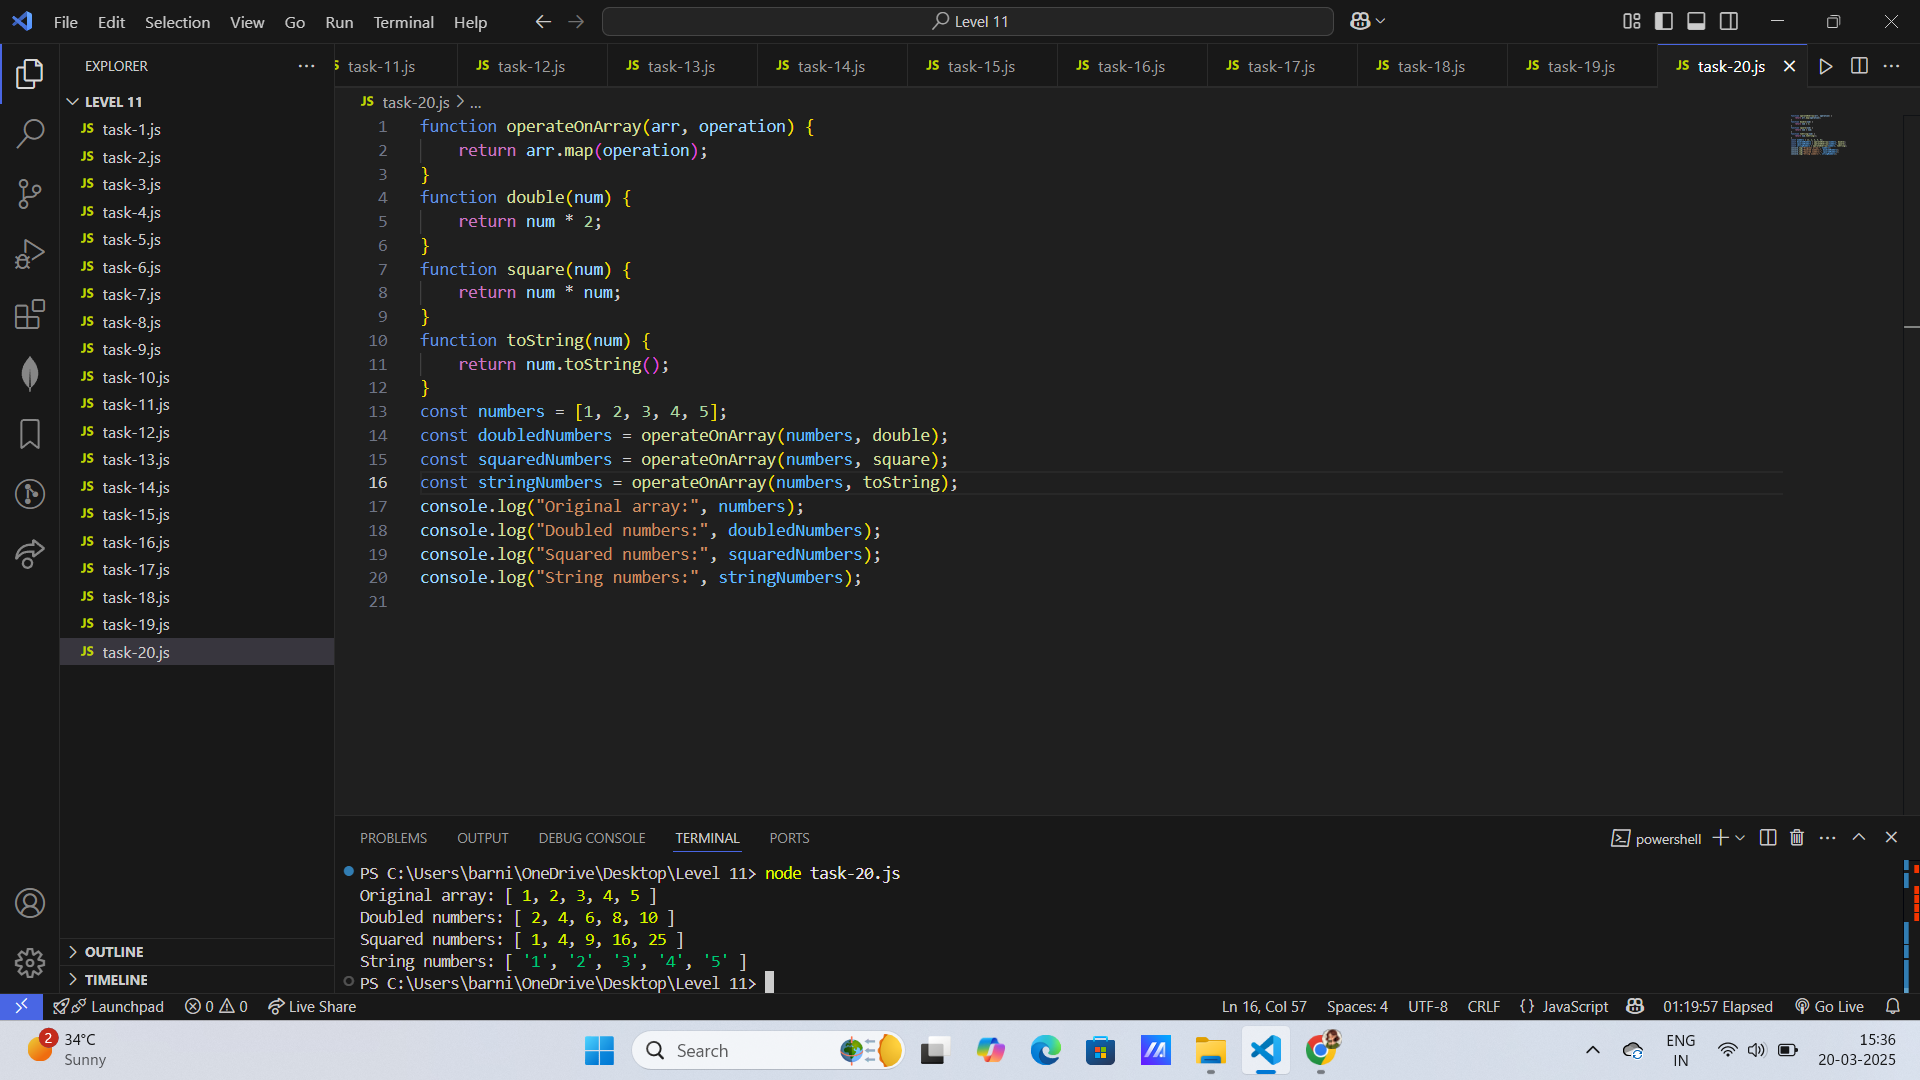 File Edit Selection View Go Run Terminal Help
Level 11
EXPLORER
LEVEL 11
JS task-1.js
JS task-2.js
JS task-3.js
JS task-4.js
JS task-5.js
JS task-6.js
JS task-7.js
JS task-8.js
JS task-9.js
JS task-10.js
JS task-11.js
JS task-12.js
JS task-13.js
JS task-14.js
JS task-15.js
JS task-16.js
JS task-17.js
JS task-18.js
JS task-19.js
JS task-20.js
OUTLINE
TIMELINE
S task-11.js JS task-12.js JS task-13.js JS task-14.js JS task-15.js JS task-16.js JS task-17.js JS task-18.js JS task-19.js JS task-20.js
JS task-20.js > ...
1 function operateOnArray(arr, operation) {
2 return arr.map(operation);
3 }
4 function double(num) {
5 return num * 2;
6 }
7 function square(num) {
8 return num * num;
9 }
10 function toString(num) {
11 return num.toString();
12 }
13 const numbers = [1, 2, 3, 4, 5];
14 const doubledNumbers = operateOnArray(numbers, double);
15 const squaredNumbers = operateOnArray(numbers, square);
16 const stringNumbers = operateOnArray(numbers, toString);
17 console.log("Original array:", numbers);
18 console.log("Doubled numbers:", doubledNumbers);
19 console.log("Squared numbers:", squaredNumbers);
20 console.log("String numbers:", stringNumbers);
21
PROBLEMS OUTPUT DEBUG CONSOLE TERMINAL PORTS
powershell
PS C:\Users\barni\OneDrive\Desktop\Level 11> node task-20.js
Original array: [ 1, 2, 3, 4, 5 ]
Doubled numbers: [ 2, 4, 6, 8, 10 ]
Squared numbers: [ 1, 4, 9, 16, 25 ]
String numbers: [ '1', '2', '3', '4', '5' ]
PS C:\Users\barni\OneDrive\Desktop\Level 11>
Launchpad 0 0 Live Share
Ln 16, Col 57 Spaces: 4 UTF-8 CRLF {} JavaScript 01:19:57 Elapsed Go Live
2 34°C
Sunny
Search
ENG
IN
15:36
20-03-2025